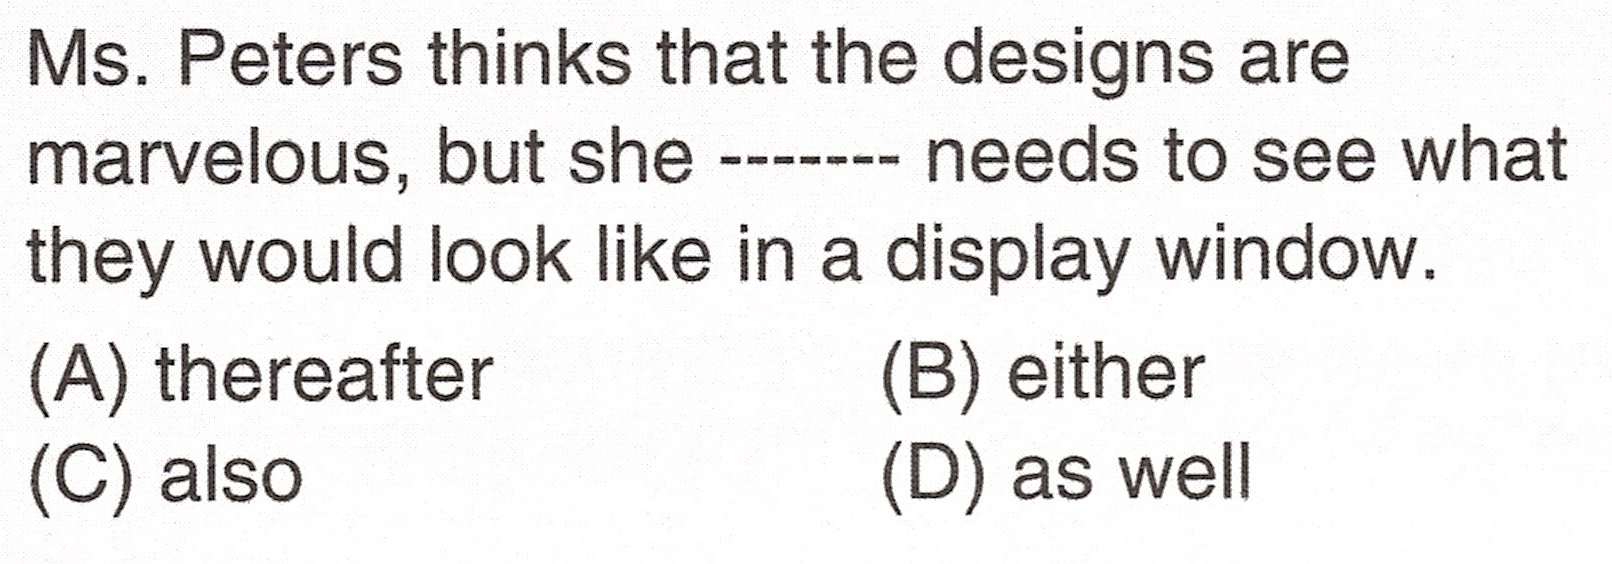 Ms. Peters thinks that the designs are
marvelous, but she ------- needs to see what
they would look like in a display window.
(A) thereafter (B) either
(C) also (D) as well